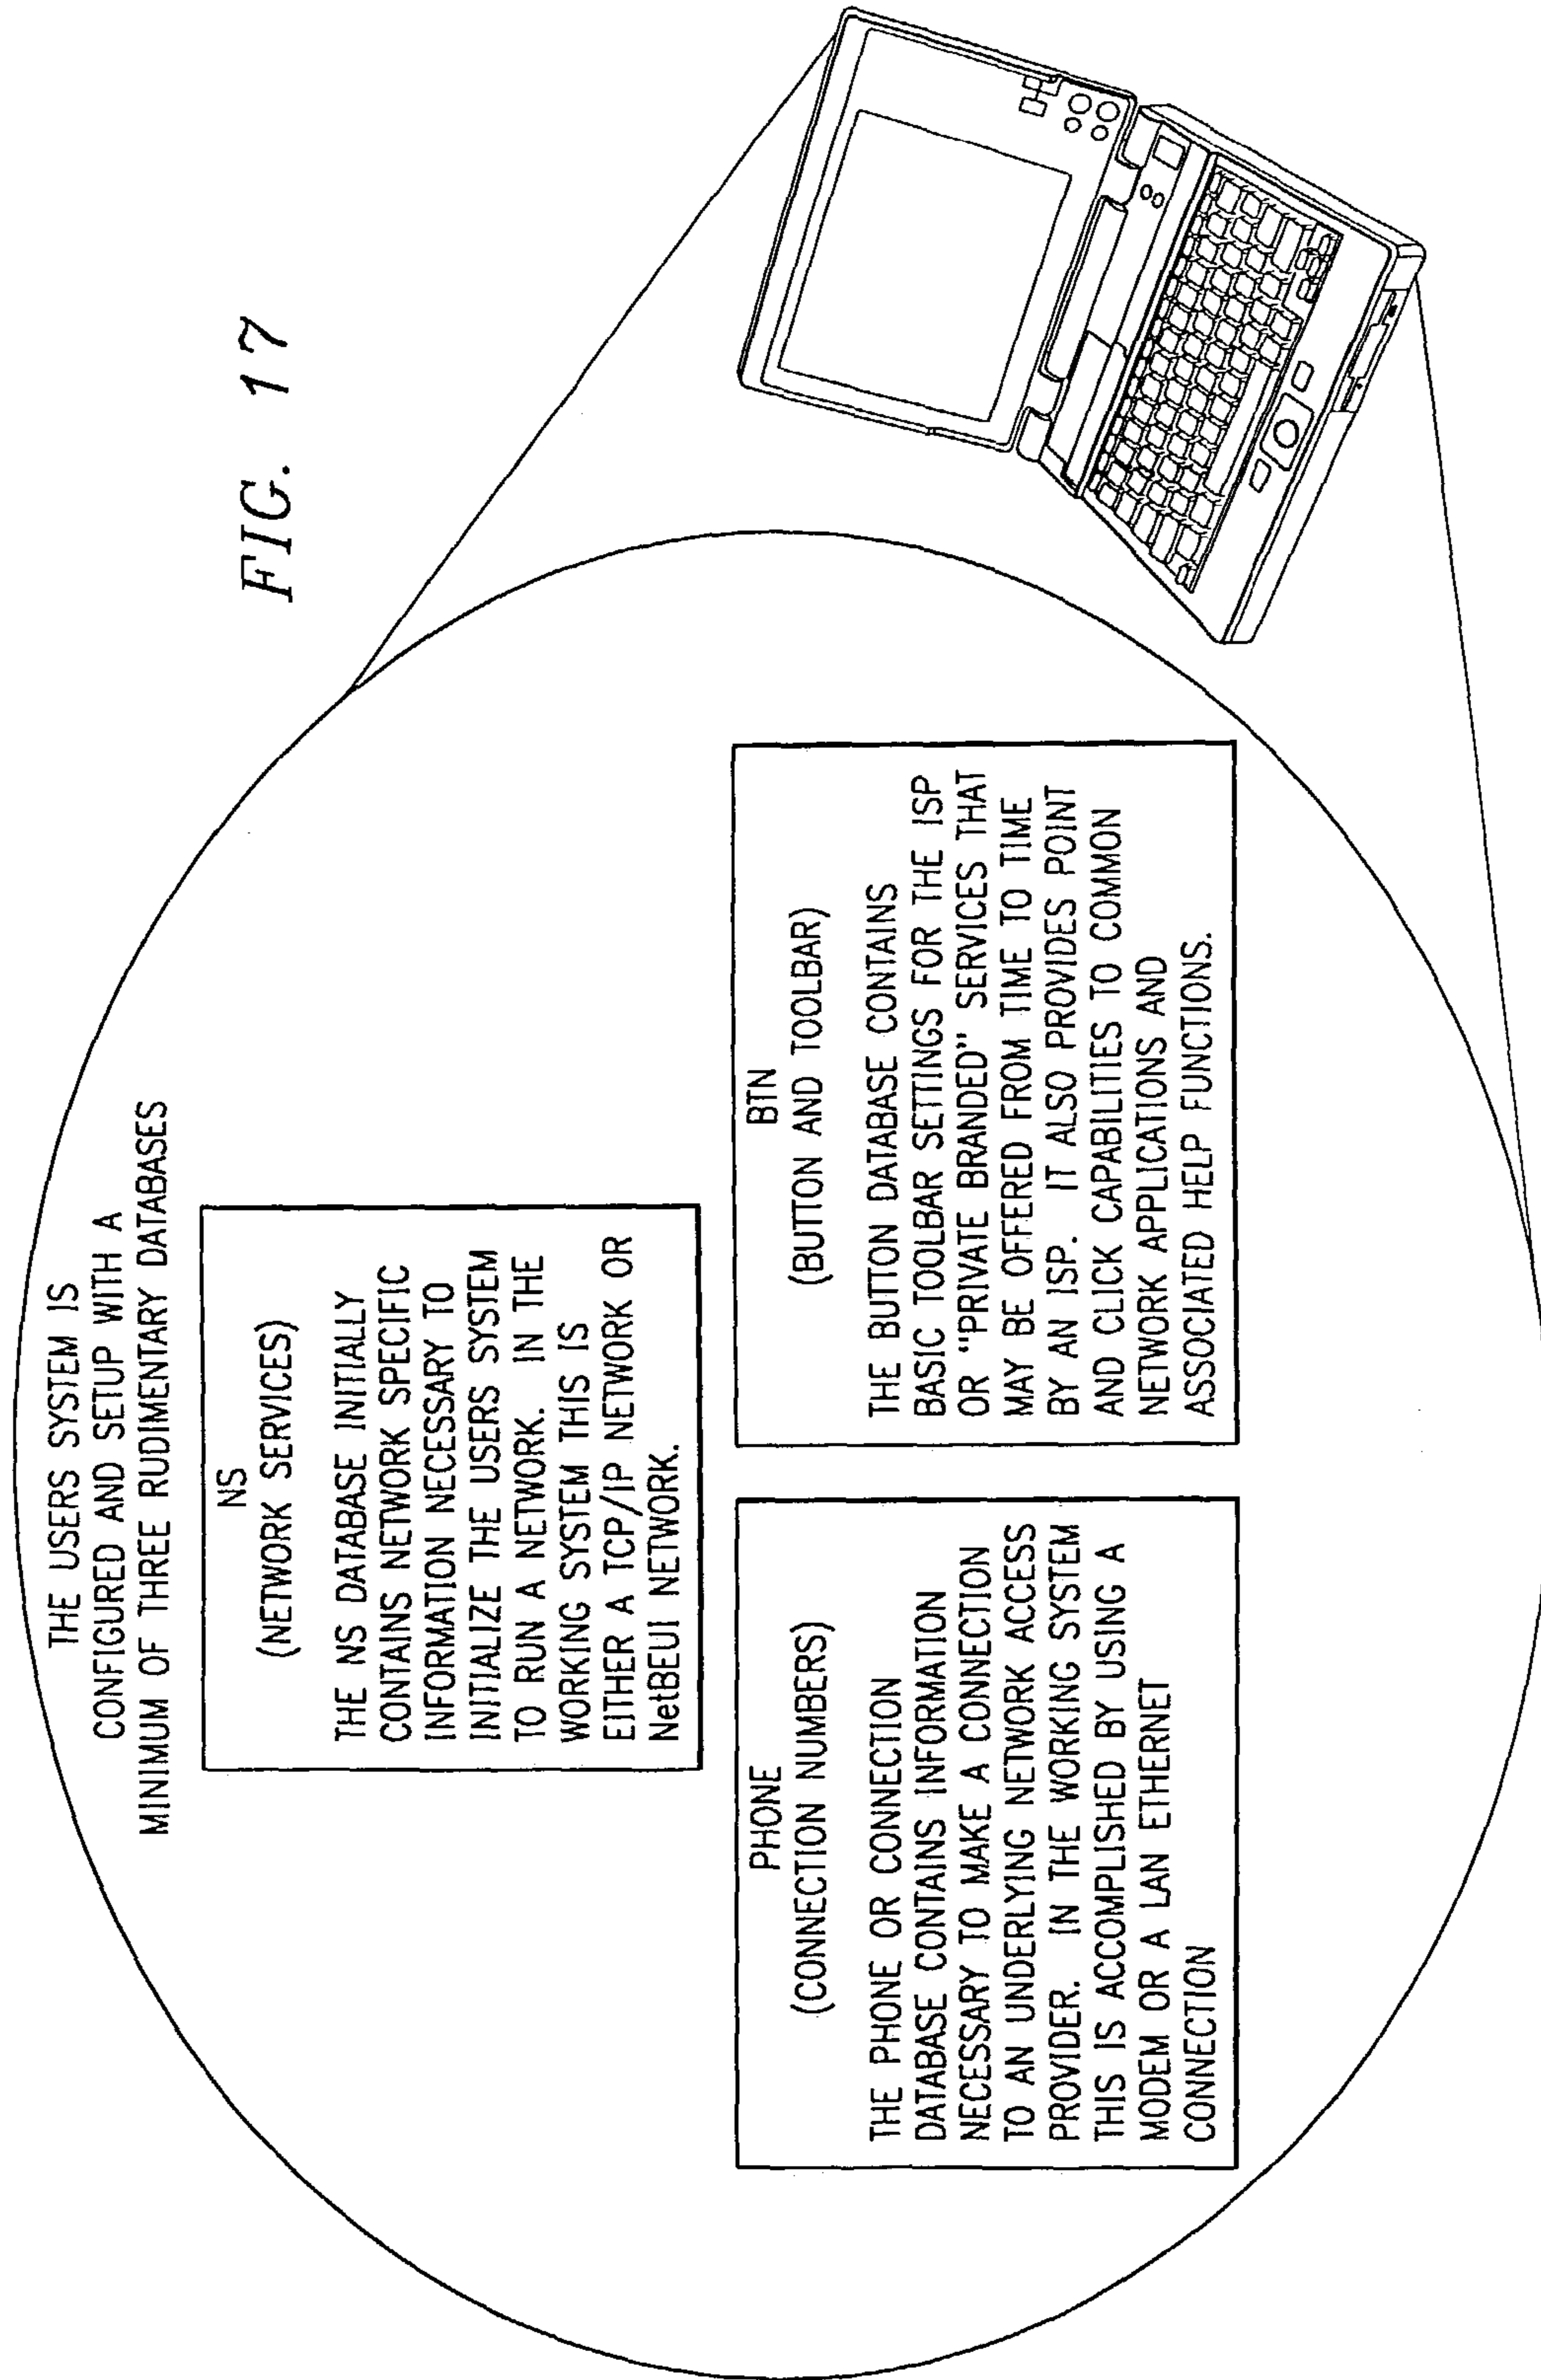 FIG. 17
THE USERS SYSTEM IS
CONFIGURED AND SETUP WITH A
MINIMUM OF THREE RUDIMENTARY DATABASES
NS
(NETWORK SERVICES)
THE NS DATABASE INITIALLY
CONTAINS NETWORK SPECIFIC
INFORMATION NECESSARY TO
INITIALIZE THE USERS SYSTEM
TO RUN A NETWORK. IN THE
WORKING SYSTEM THIS IS
EITHER A TCP/IP NETWORK OR
NetBEUI NETWORK.
PHONE
(CONNECTION NUMBERS)
THE PHONE OR CONNECTION
DATABASE CONTAINS INFORMATION
NECESSARY TO MAKE A CONNECTION
TO AN UNDERLYING NETWORK ACCESS
PROVIDER. IN THE WORKING SYSTEM
THIS IS ACCOMPLISHED BY USING A
MODEM OR A LAN ETHERNET
CONNECTION
BTN
(BUTTON AND TOOLBAR)
THE BUTTON DATABASE CONTAINS
BASIC TOOLBAR SETTINGS FOR THE ISP
OR "PRIVATE BRANDED" SERVICES THAT
MAY BE OFFERED FROM TIME TO TIME
BY AN ISP. IT ALSO PROVIDES POINT
AND CLICK CAPABILITIES TO COMMON
NETWORK APPLICATIONS AND
ASSOCIATED HELP FUNCTIONS.